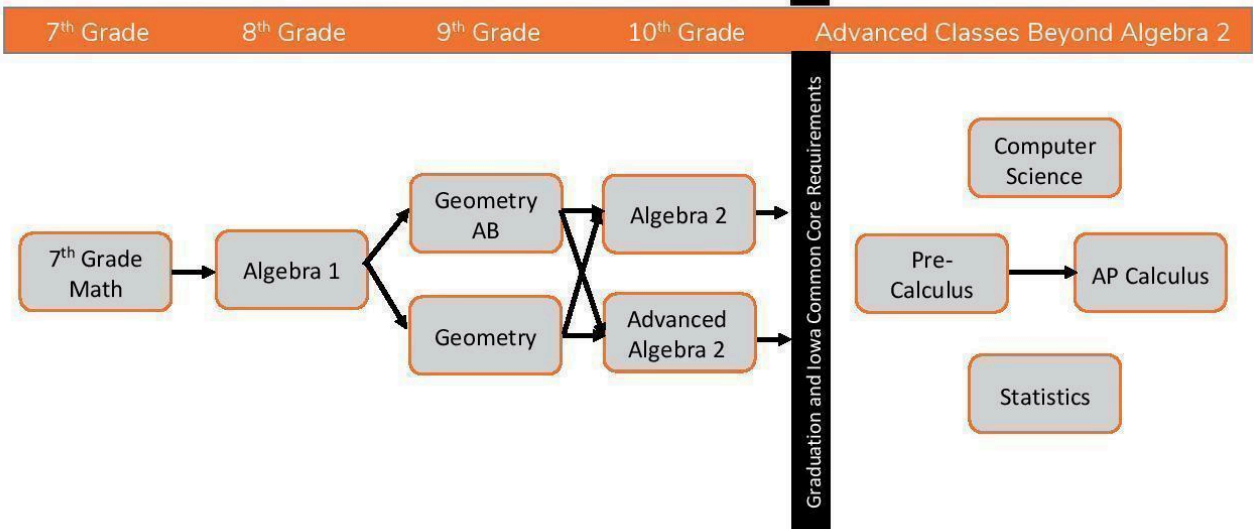 7th Grade
8th Grade
9th Grade
10th Grade
Advanced Classes Beyond Algebra 2
7th Grade
Math
Algebra 1
Geometry
AB
Geometry
Algebra 2
Advanced
Algebra 2
Graduation and Iowa Common Core Requirements
Computer
Science
Pre-
Calculus
AP Calculus
Statistics